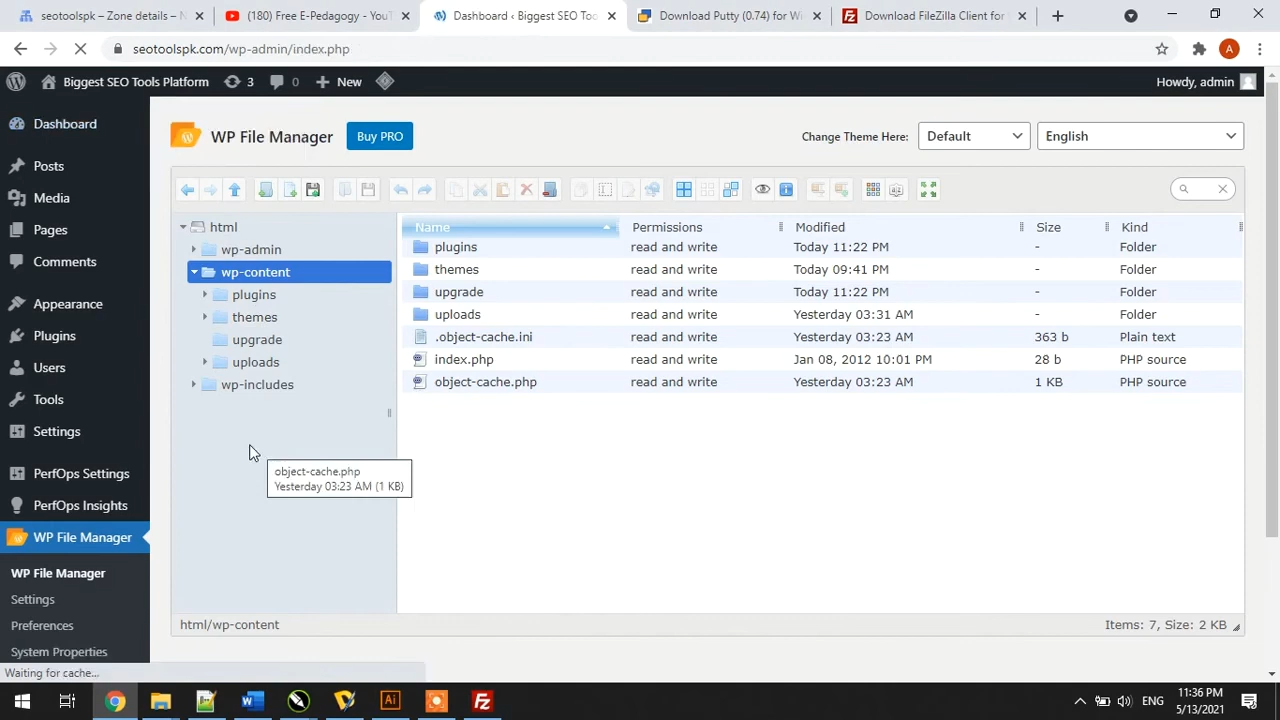 seotoolspk.com – Zone details – N
(180) Free E-Pedagogy - YouT
Dashboard ‹ Biggest SEO Tools
Download Putty (0.74) for Wi
Download FileZilla Client for
seotoolspk.com/wp-admin/index.php
A
Biggest SEO Tools Platform
3
0
New
Howdy, admin
Dashboard
Posts
Media
Pages
Comments
Appearance
Plugins
Users
Tools
Settings
PerfOps Settings
PerfOps Insights
WP File Manager
WP File Manager
Settings
Preferences
System Properties
WP File Manager
Buy PRO
Change Theme Here:
Default
English
html
wp-admin
wp-content
plugins
themes
upgrade
uploads
wp-includes
Name Permissions Modified Size Kind
plugins read and write Today 11:22 PM - Folder
themes read and write Today 09:41 PM - Folder
upgrade read and write Today 11:22 PM - Folder
uploads read and write Yesterday 03:31 AM - Folder
.object-cache.ini read and write Yesterday 03:23 AM 363 b Plain text
index.php read and write Jan 08, 2012 10:01 PM 28 b PHP source
object-cache.php read and write Yesterday 03:23 AM 1 KB PHP source
object-cache.php
Yesterday 03:23 AM (1 KB)
html/wp-content
Items: 7, Size: 2 KB
Waiting for cache...
Ai
ENG
11:36 PM
5/13/2021